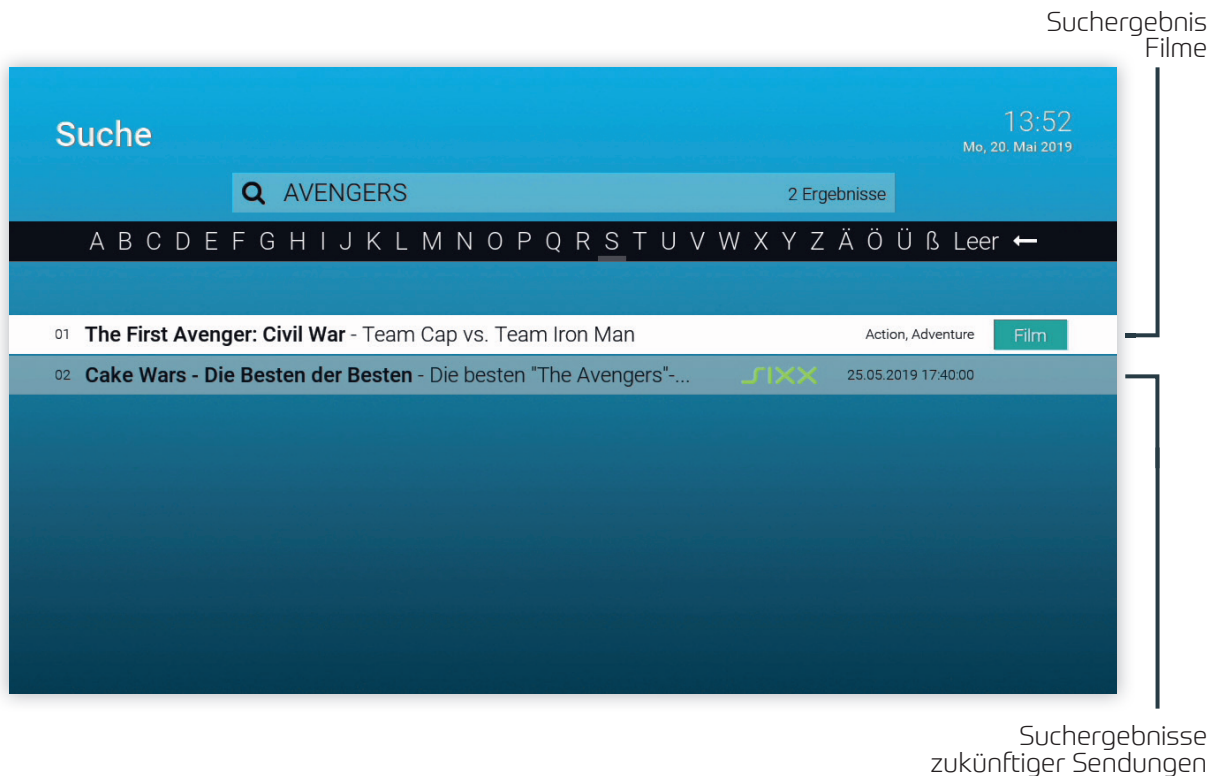 Suchergebnis
Filme
Suche
13:52
Mo, 20. Mai 2019
AVENGERS 2 Ergebnisse
A B C D E F G H I J K L M N O P Q R S T U V W X Y Z Ä Ö Ü ß Leer ←
01 The First Avenger: Civil War - Team Cap vs. Team Iron Man Action, Adventure Film
02 Cake Wars - Die Besten der Besten - Die besten "The Avengers"-... sixx 25.05.2019 17:40:00
Suchergebnisse
zukünftiger Sendungen